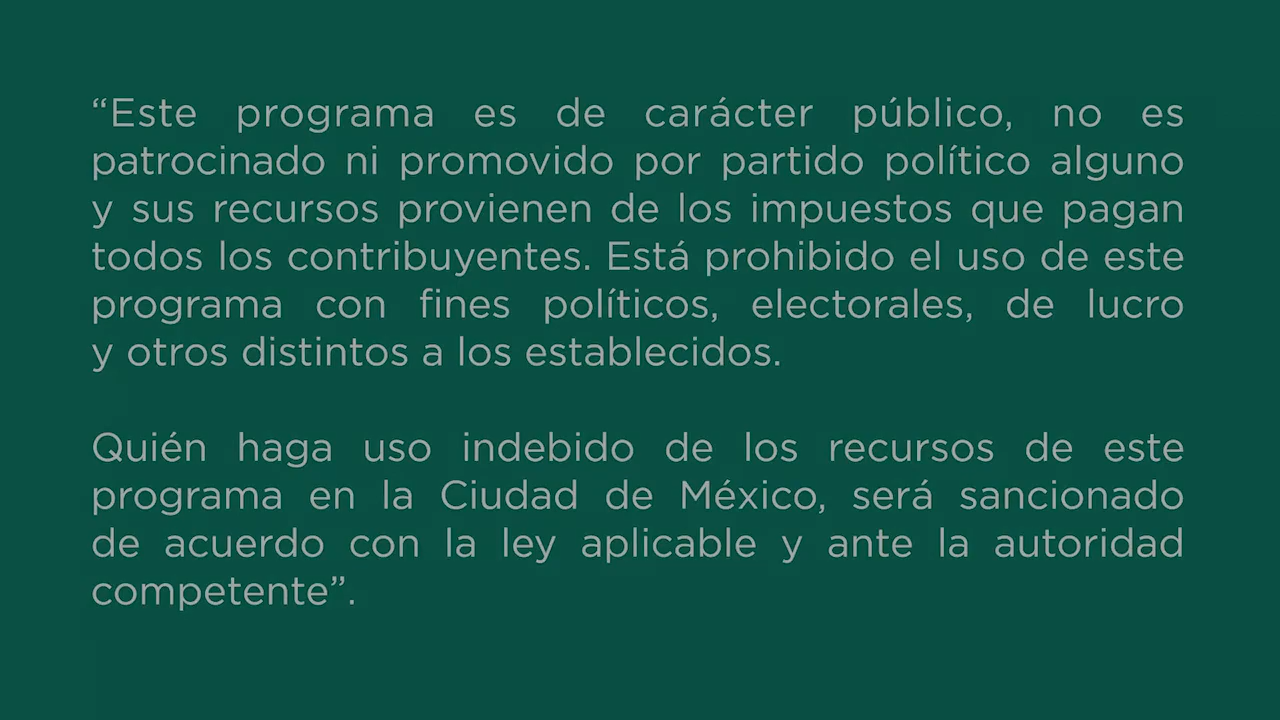 “Este programa es de carácter público, no es
patrocinado ni promovido por partido político alguno
y sus recursos provienen de los impuestos que pagan
todos los contribuyentes. Está prohibido el uso de este
programa con fines políticos, electorales, de lucro
y otros distintos a los establecidos.
Quién haga uso indebido de los recursos de este
programa en la Ciudad de México, será sancionado
de acuerdo con la ley aplicable y ante la autoridad
competente”.